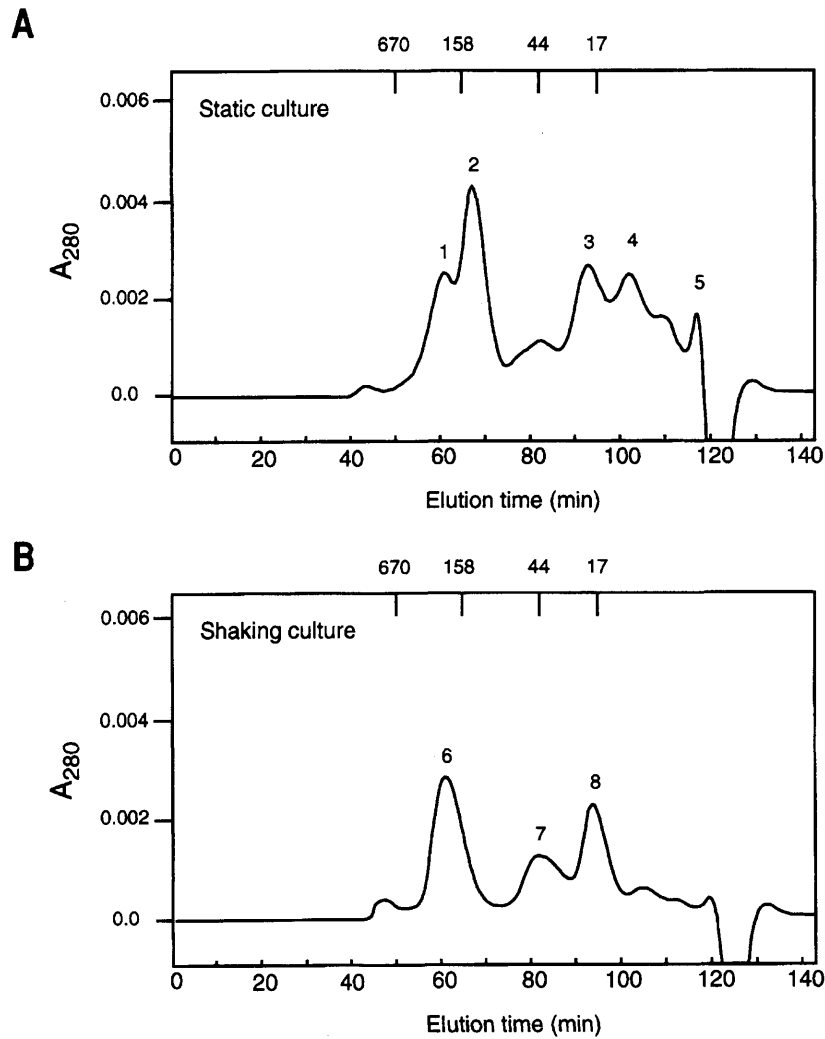 A
670 158 44 17
Static culture
0.006
0.004
0.002
0.0
A280
1
2
3
4
5
0 20 40 60 80 100 120 140
Elution time (min)
B
670 158 44 17
Shaking culture
0.006
0.004
0.002
0.0
A280
6
7
8
0 20 40 60 80 100 120 140
Elution time (min)